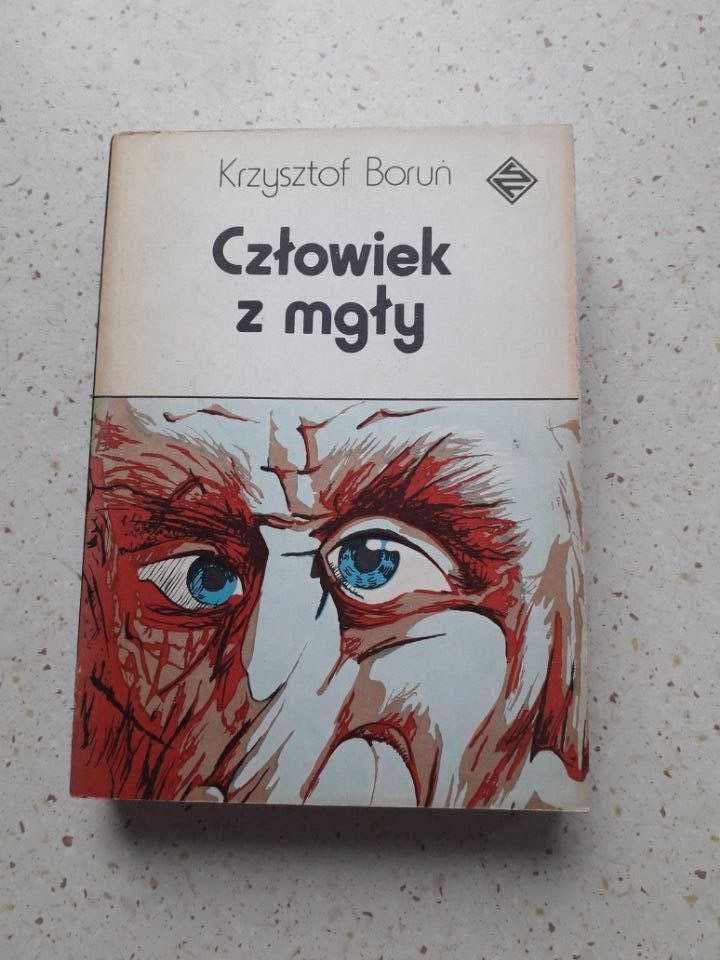 Krzysztof Boruń
Człowiek
z mgły